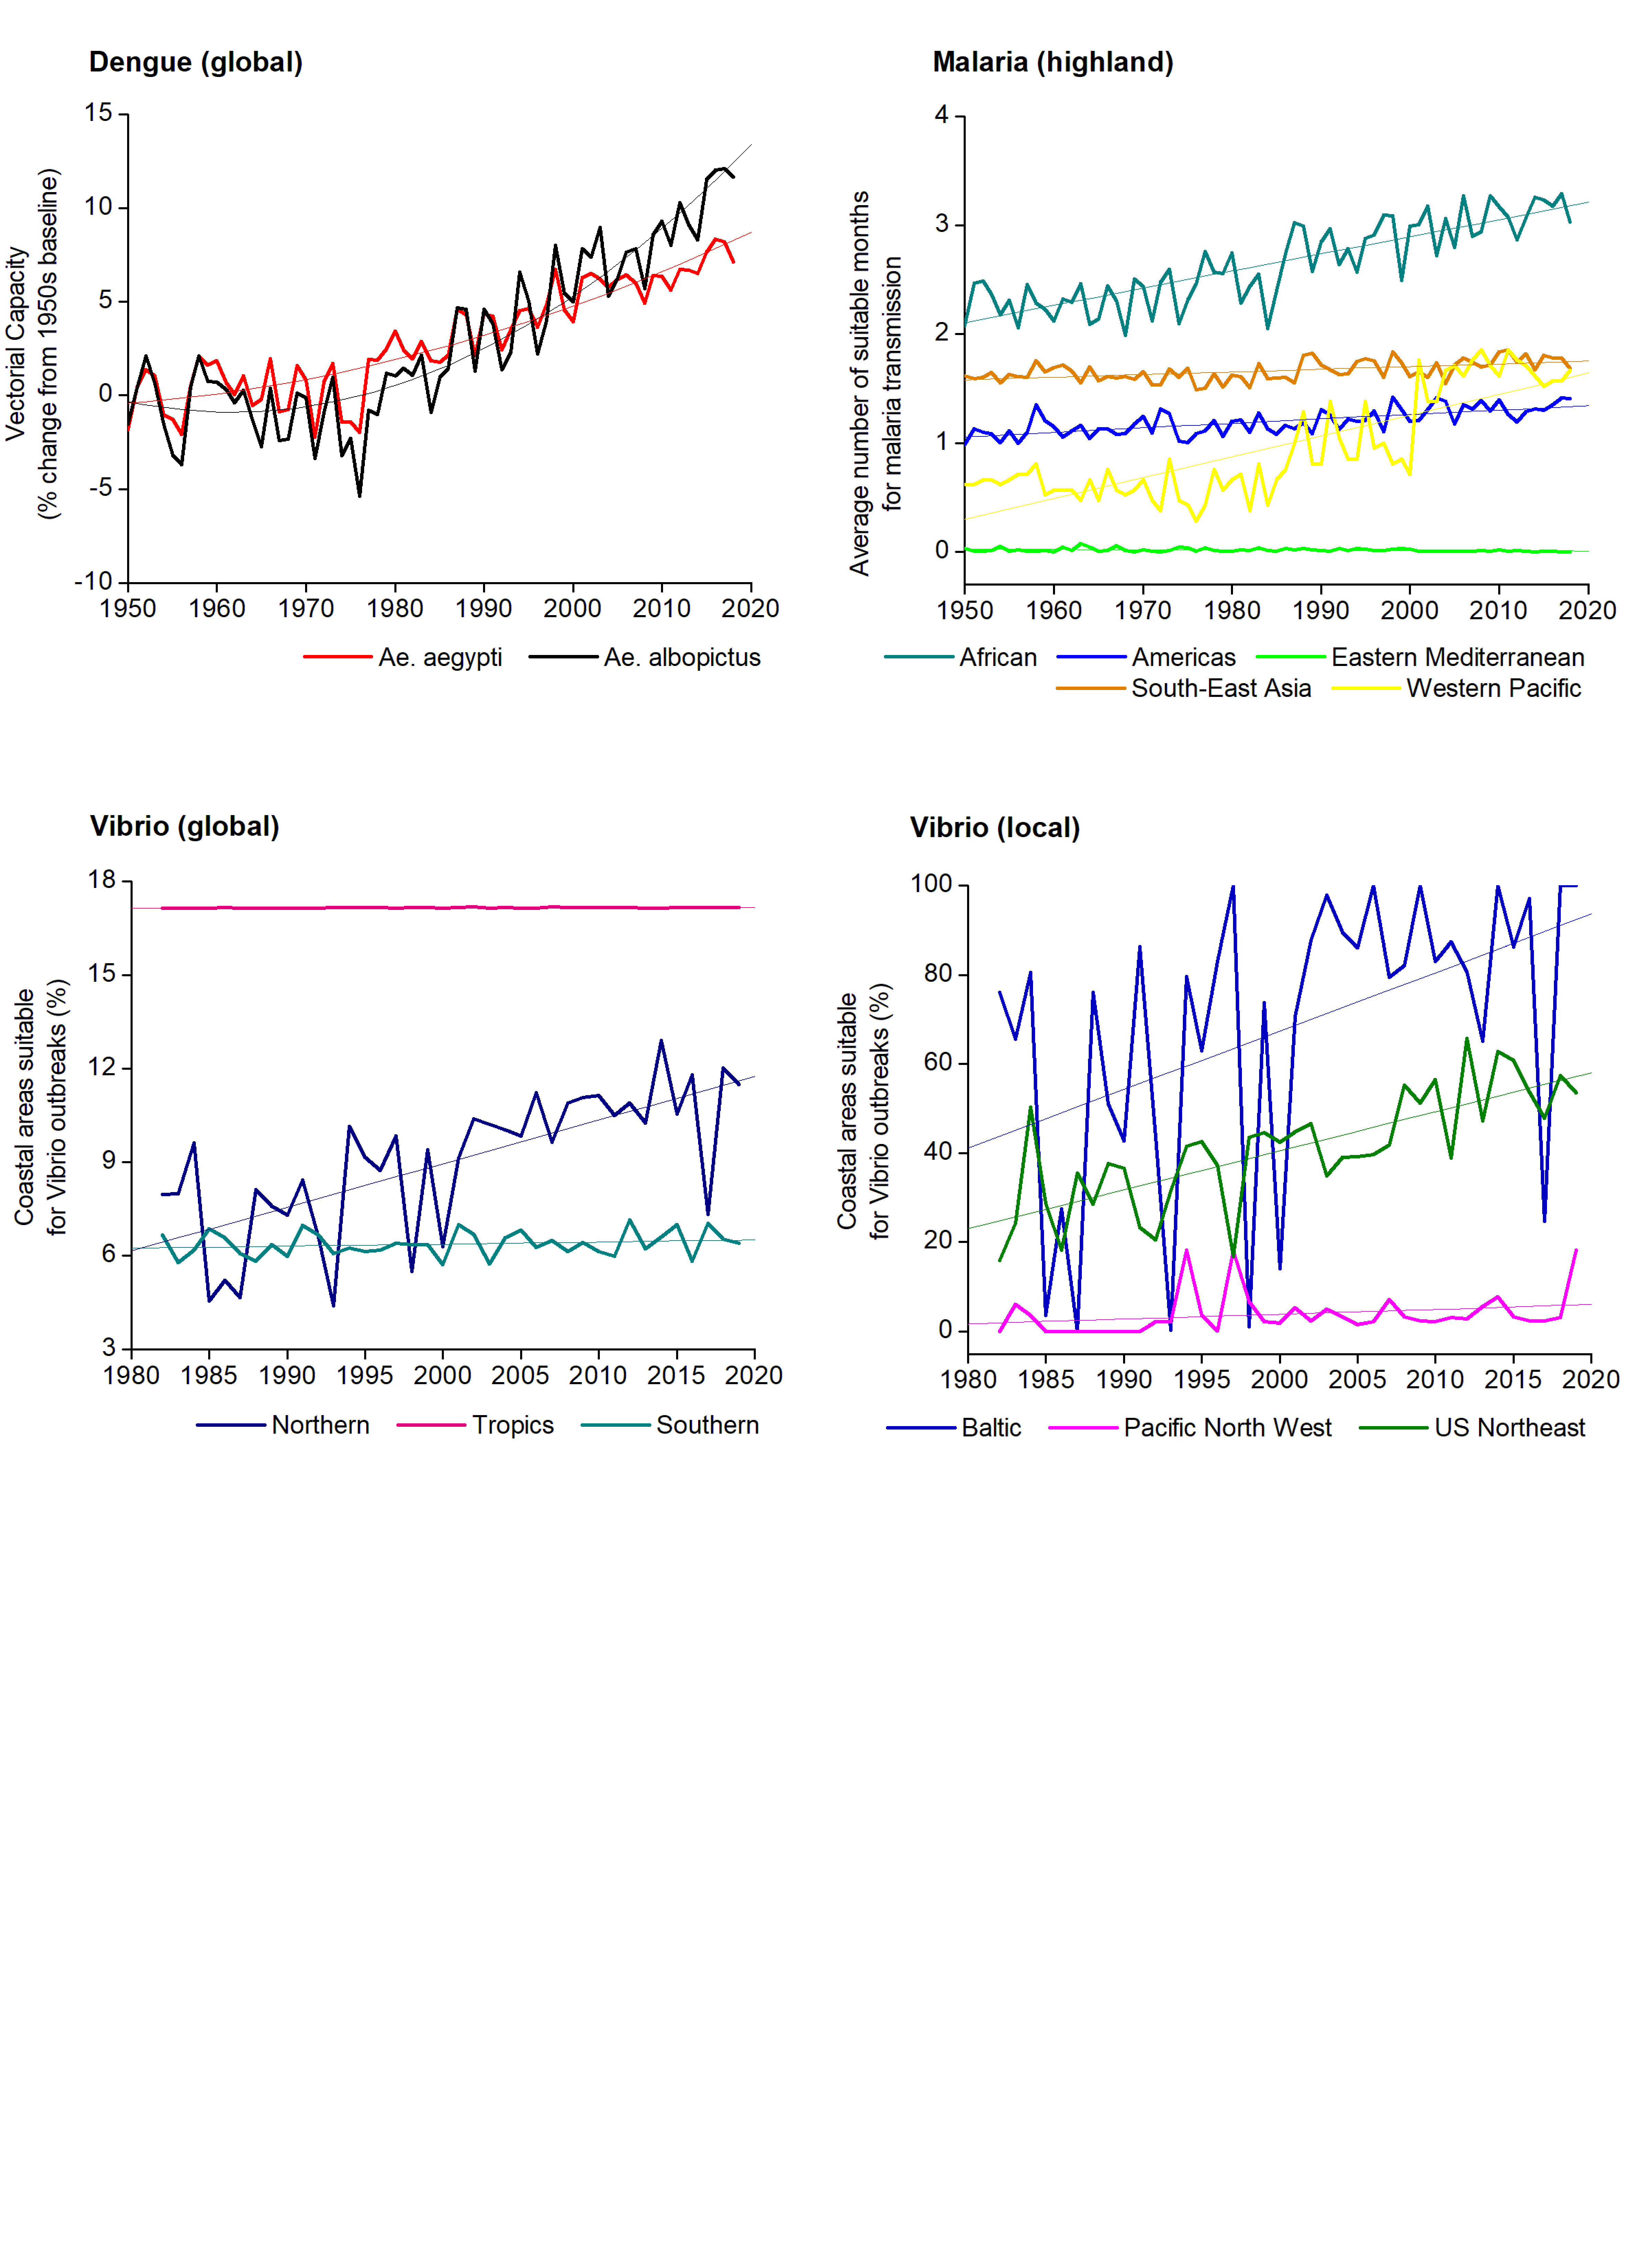 Dengue (global)
Vectorial Capacity
(% change from 1950s baseline)
15
10
5
0
-5
-10
1950 1960 1970 1980 1990 2000 2010 2020
Ae. aegypti Ae. albopictus
Malaria (highland)
Average number of suitable months
for malaria transmission
4
3
2
1
0
1950 1960 1970 1980 1990 2000 2010 2020
African Americas Eastern Mediterranean
South-East Asia Western Pacific
Vibrio (global)
Coastal areas suitable
for Vibrio outbreaks (%)
18
15
12
9
6
3
1980 1985 1990 1995 2000 2005 2010 2015 2020
Northern Tropics Southern
Vibrio (local)
Coastal areas suitable
for Vibrio outbreaks (%)
100
80
60
40
20
0
1980 1985 1990 1995 2000 2005 2010 2015 2020
Baltic Pacific North West US Northeast